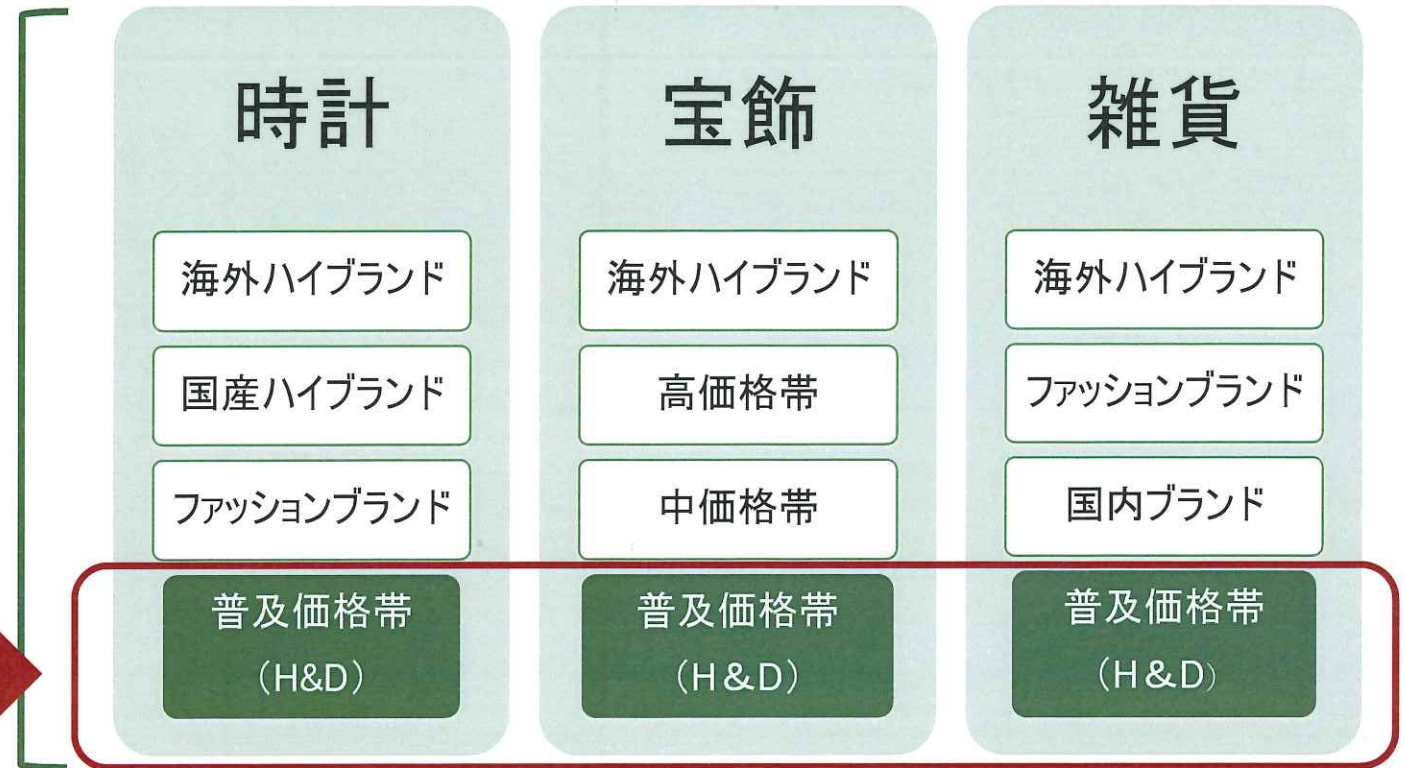 時計
海外ハイブランド
国産ハイブランド
ファッションブランド
普及価格帯
（H&D）
宝飾
海外ハイブランド
高価格帯
中価格帯
普及価格帯
（H&D）
雑貨
海外ハイブランド
ファッションブランド
国内ブランド
普及価格帯
（H&D）